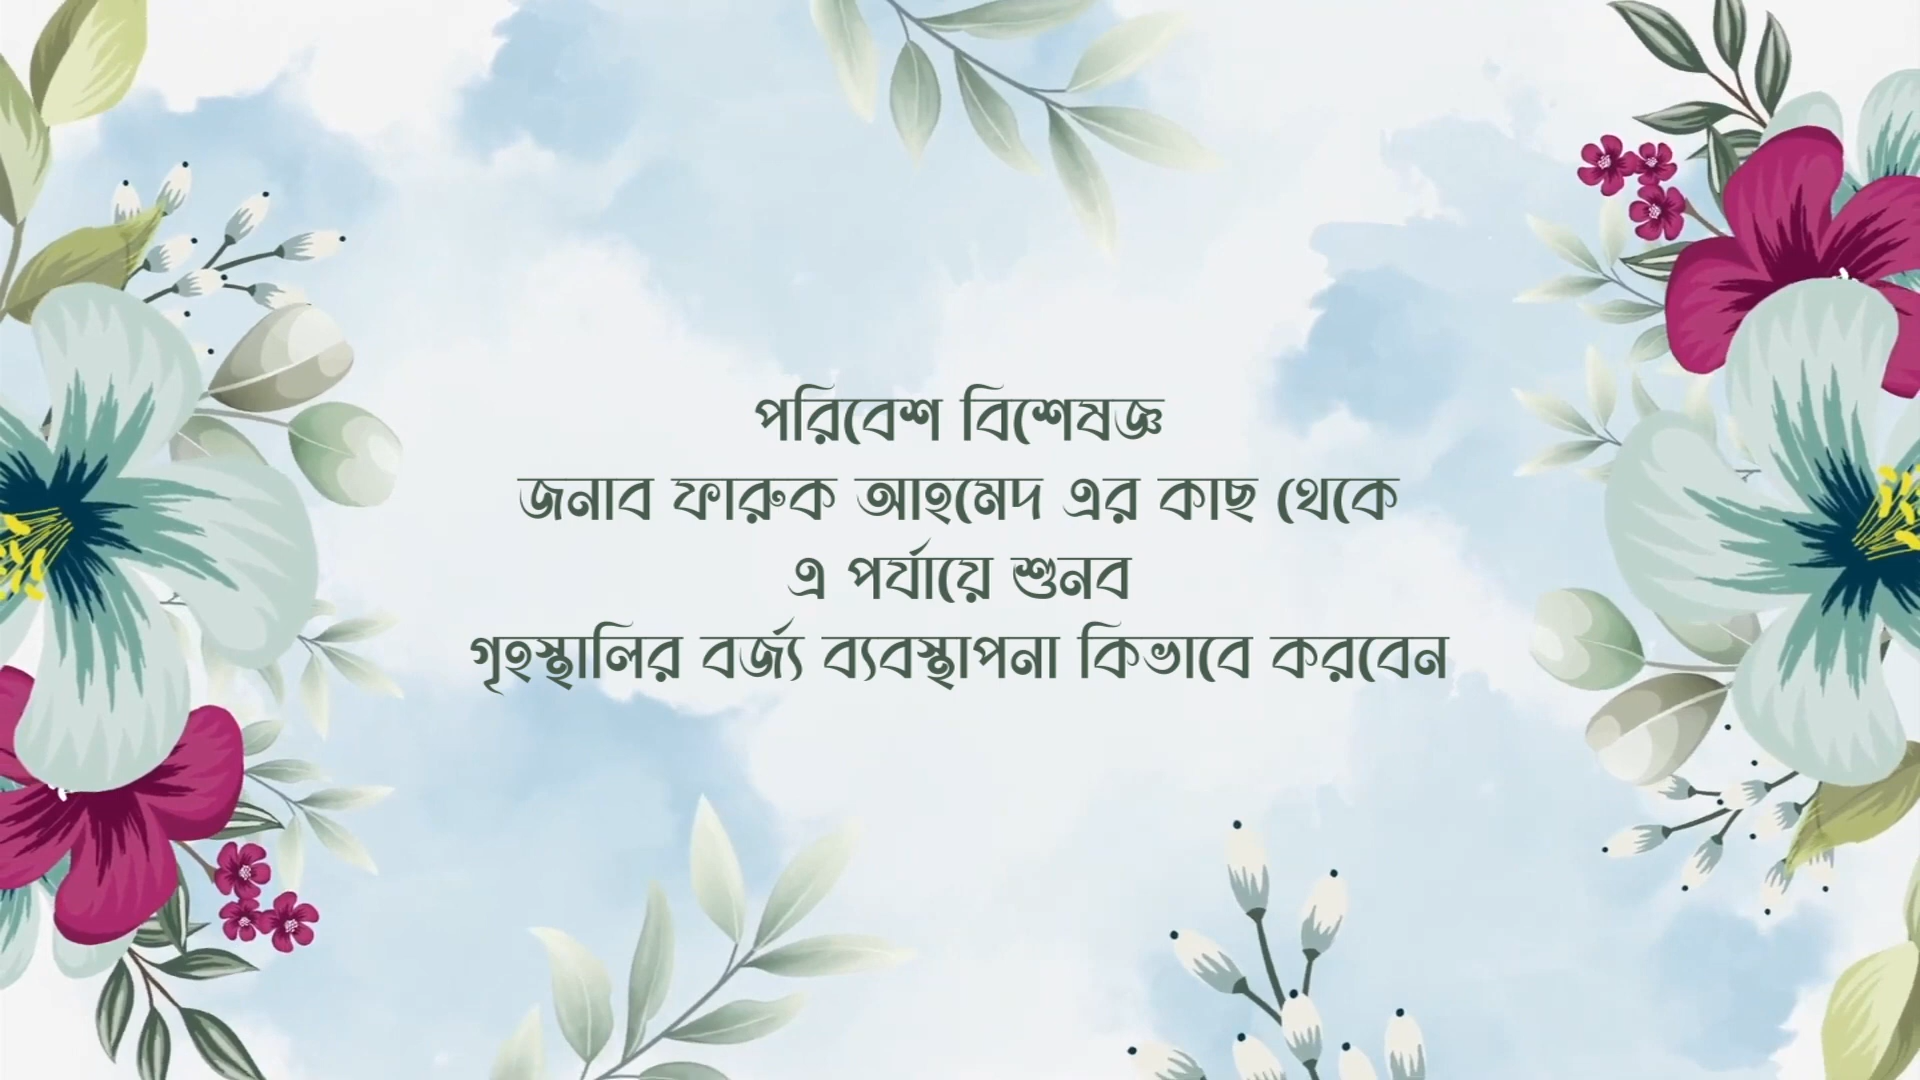 পরিবেশ বিশেষজ্ঞ
জনাব ফারুক আহমেদ এর কাছ থেকে
এ পর্যায়ে শুনব
গৃহস্থালির বর্জ্য ব্যবস্থাপনা কিভাবে করবেন